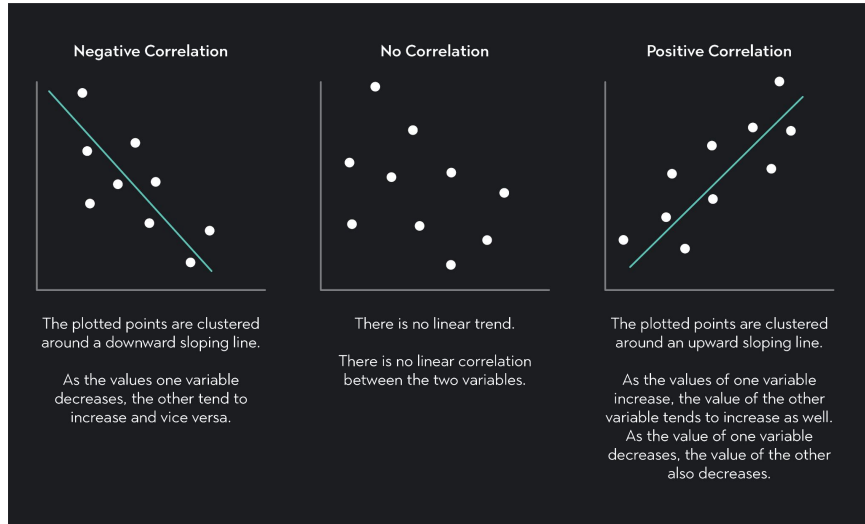 Negative Correlation
The plotted points are clustered
around a downward sloping line.
As the values one variable
decreases, the other tend to
increase and vice versa.
No Correlation
There is no linear trend.
There is no linear correlation
between the two variables.
Positive Correlation
The plotted points are clustered
around an upward sloping line.
As the values of one variable
increase, the value of the other
variable tends to increase as well.
As the value of one variable
decreases, the value of the other
also decreases.